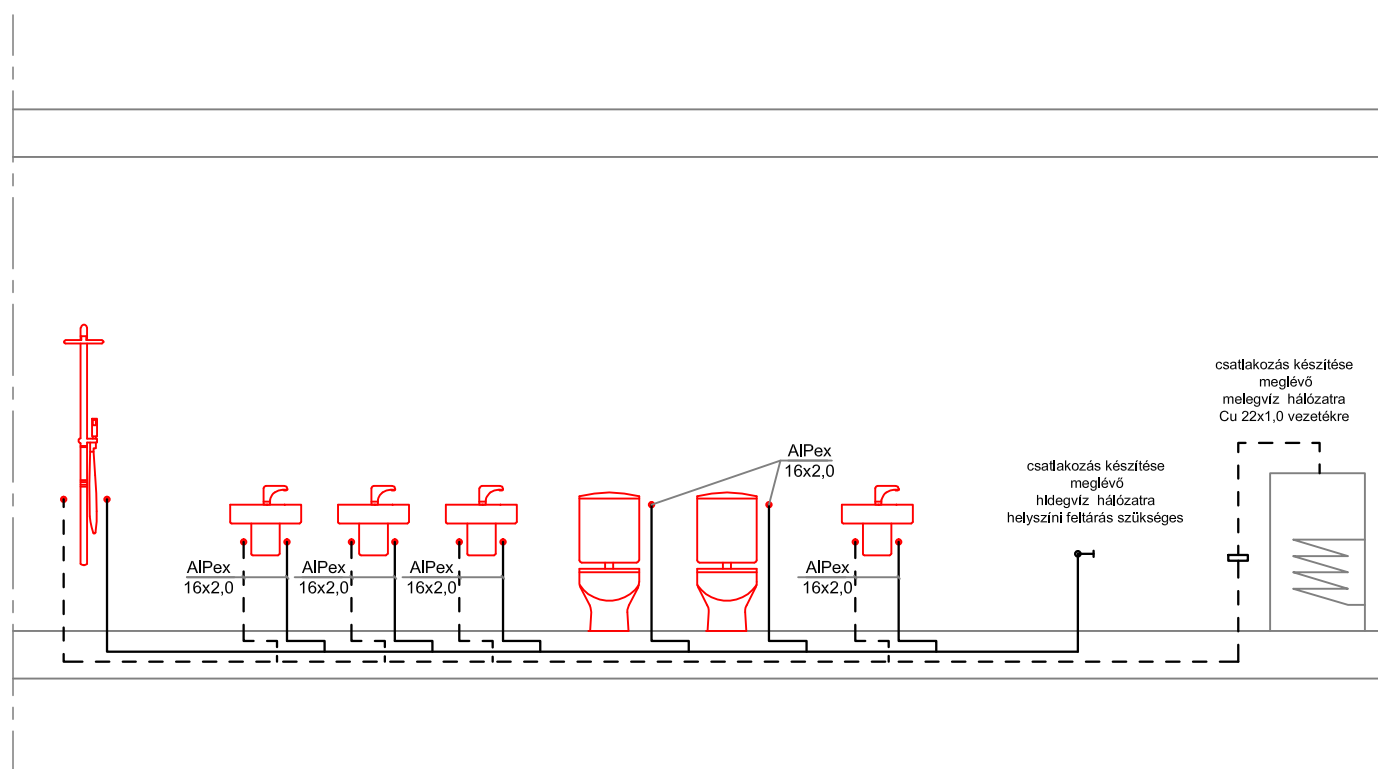 csatlakozás készítése
meglévő
melegvíz hálózatra
Cu 22x1,0 vezetékre
AlPex
16x2,0
csatlakozás készítése
meglévő
hidegvíz hálózatra
helyszíni feltárás szükséges
AlPex
16x2,0
AlPex
16x2,0
AlPex
16x2,0
AlPex
16x2,0